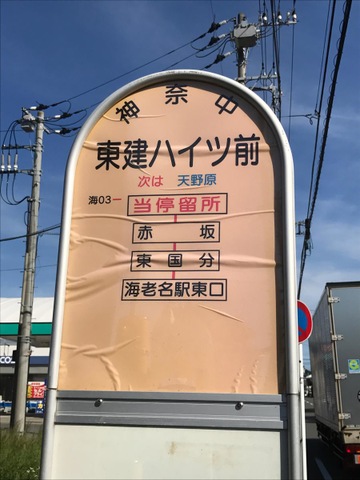 神奈中
東建ハイツ前
次は 天野原
海03
当停留所
赤坂
東国分
海老名駅東口